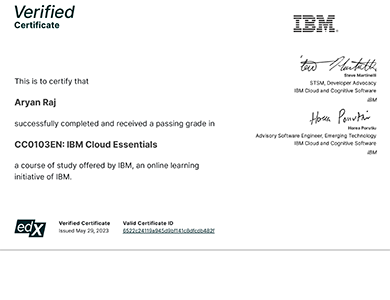 Verified
Certificate
IBM.
This is to certify that
Aryan Raj
successfully completed and received a passing grade in
CC0103EN: IBM Cloud Essentials
a course of study offered by IBM, an online learning
initiative of IBM.
Steve Martinelli
STSM, Developer Advocacy
IBM Cloud and Cognitive Software
IBM
Horea Porutiu
Advisory Software Engineer, Emerging Technology
IBM Cloud and Cognitive Software
IBM
edX
Verified Certificate
Issued May 29, 2023
Valid Certificate ID